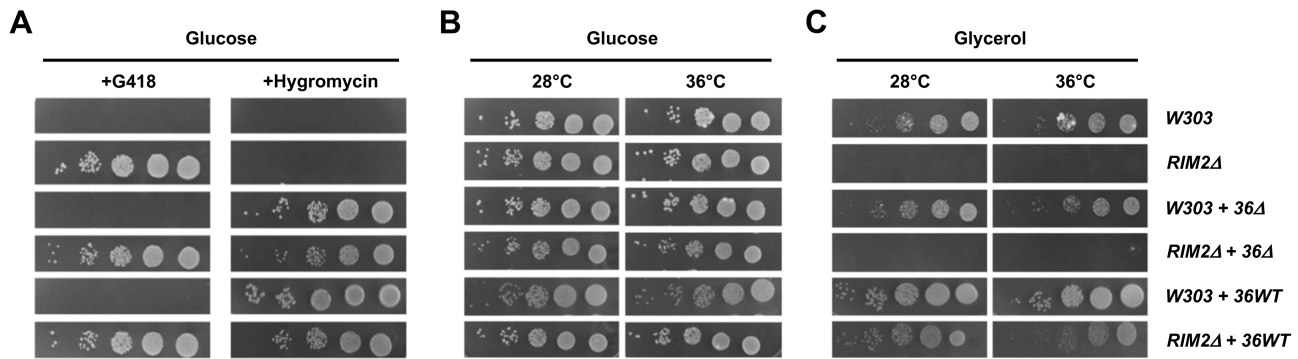 A B C
Glucose Glucose Glycerol
+G418 +Hygromycin 28°C 36°C 28°C 36°C
W303
RIM2Δ
W303 + 36Δ
RIM2Δ + 36Δ
W303 + 36WT
RIM2Δ + 36WT